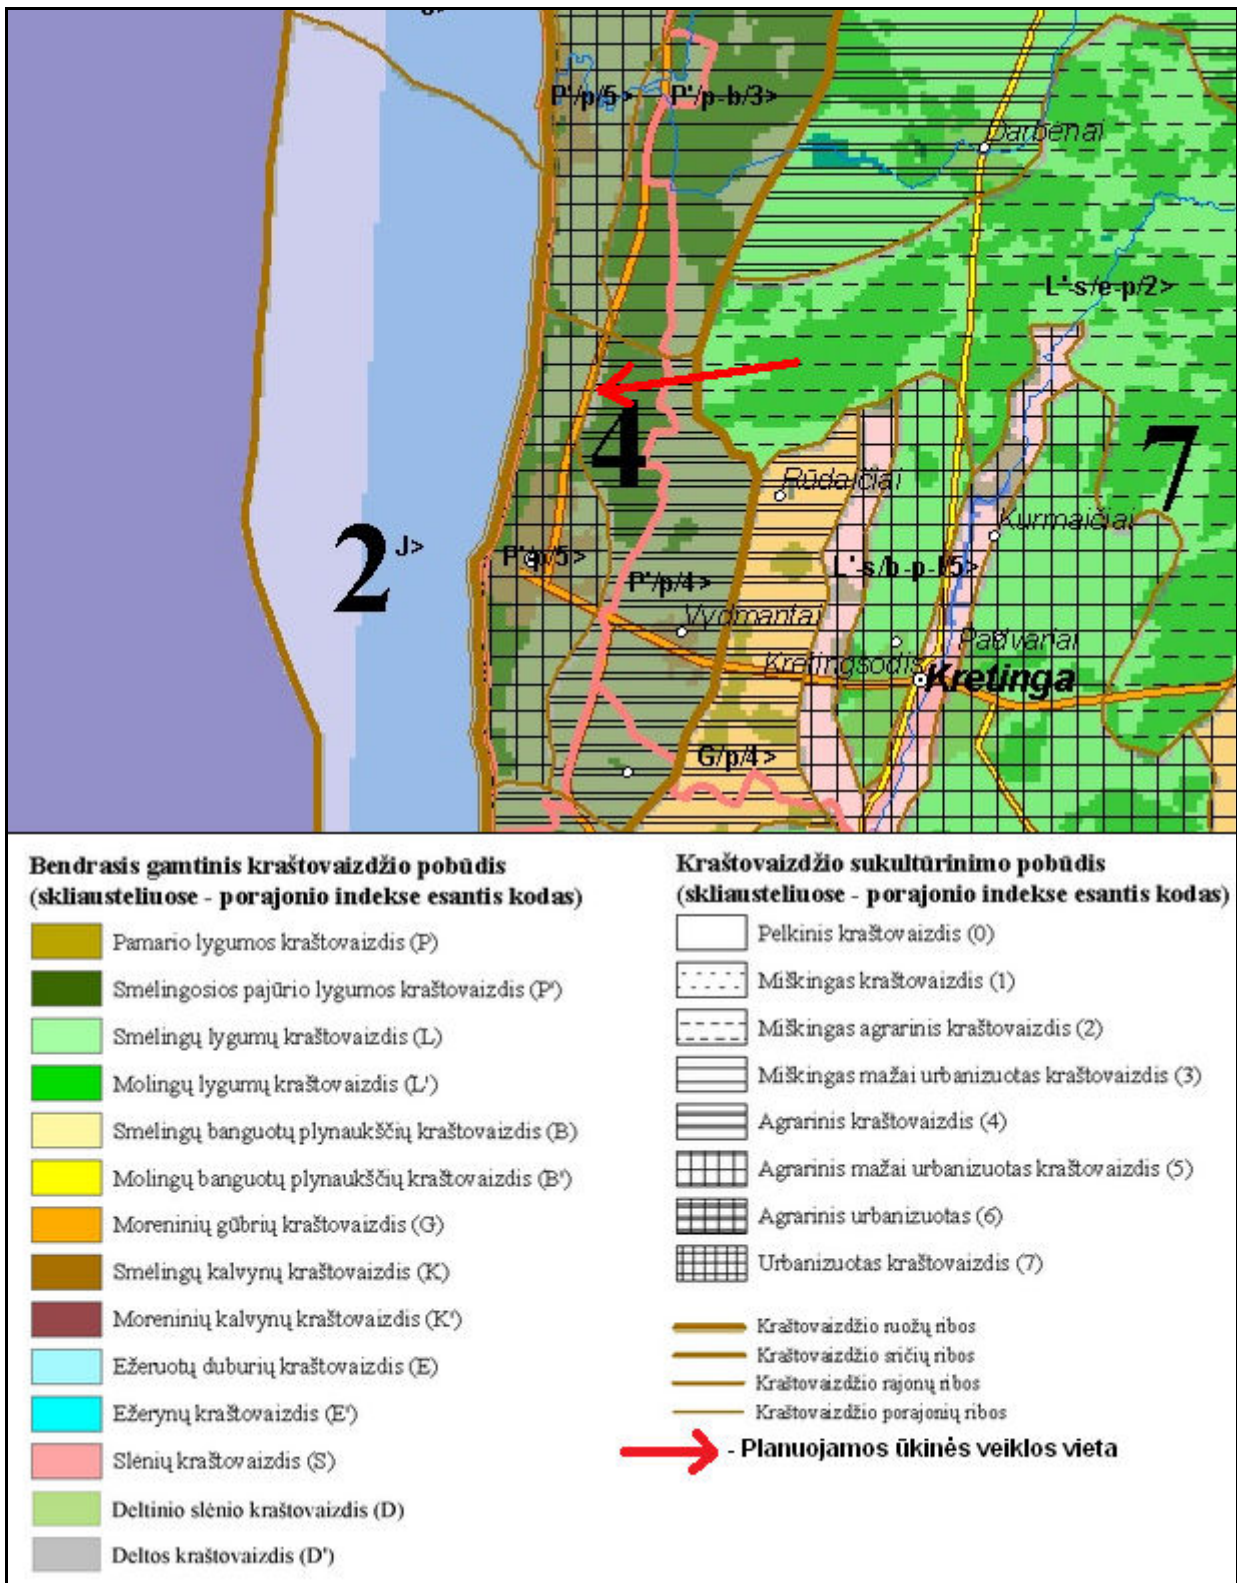 P'/p/5>
P'/p-b/3>
Darbėnai
L'-s/e-p/2>
4
7
Rūdaičiai
Kurmaičiai
2
J>
P'/p/5>
P'/p/4>
L'-s/b-p-l/5>
Vydmantai
Kretingsodis
Padvariai
Kretinga
G/p/4>
Bendrasis gamtinis kraštovaizdžio pobūdis
(skliausteliuose - porajonio indekse esantis kodas)
Pamario lygumos kraštovaizdis (P)
Smėlingosios pajūrio lygumos kraštovaizdis (P')
Smėlingų lygumų kraštovaizdis (L)
Molingų lygumų kraštovaizdis (L')
Smėlingų banguotų plynaukščių kraštovaizdis (B)
Molingų banguotų plynaukščių kraštovaizdis (B')
Moreninių gūbrių kraštovaizdis (G)
Smėlingų kalvynų kraštovaizdis (K)
Moreninių kalvynų kraštovaizdis (K')
Ežeruotų duburių kraštovaizdis (E)
Ežerynų kraštovaizdis (E')
Slėnių kraštovaizdis (S)
Deltinio slėnio kraštovaizdis (D)
Deltos kraštovaizdis (D')
Kraštovaizdžio sukultūrinimo pobūdis
(skliausteliuose - porajonio indekse esantis kodas)
Pelkinis kraštovaizdis (0)
Miškingas kraštovaizdis (1)
Miškingas agrarinis kraštovaizdis (2)
Miškingas mažai urbanizuotas kraštovaizdis (3)
Agrarinis kraštovaizdis (4)
Agrarinis mažai urbanizuotas kraštovaizdis (5)
Agrarinis urbanizuotas (6)
Urbanizuotas kraštovaizdis (7)
Kraštovaizdžio ruožų ribos
Kraštovaizdžio sričių ribos
Kraštovaizdžio rajonų ribos
Kraštovaizdžio porajonių ribos
- Planuojamos ūkinės veiklos vieta